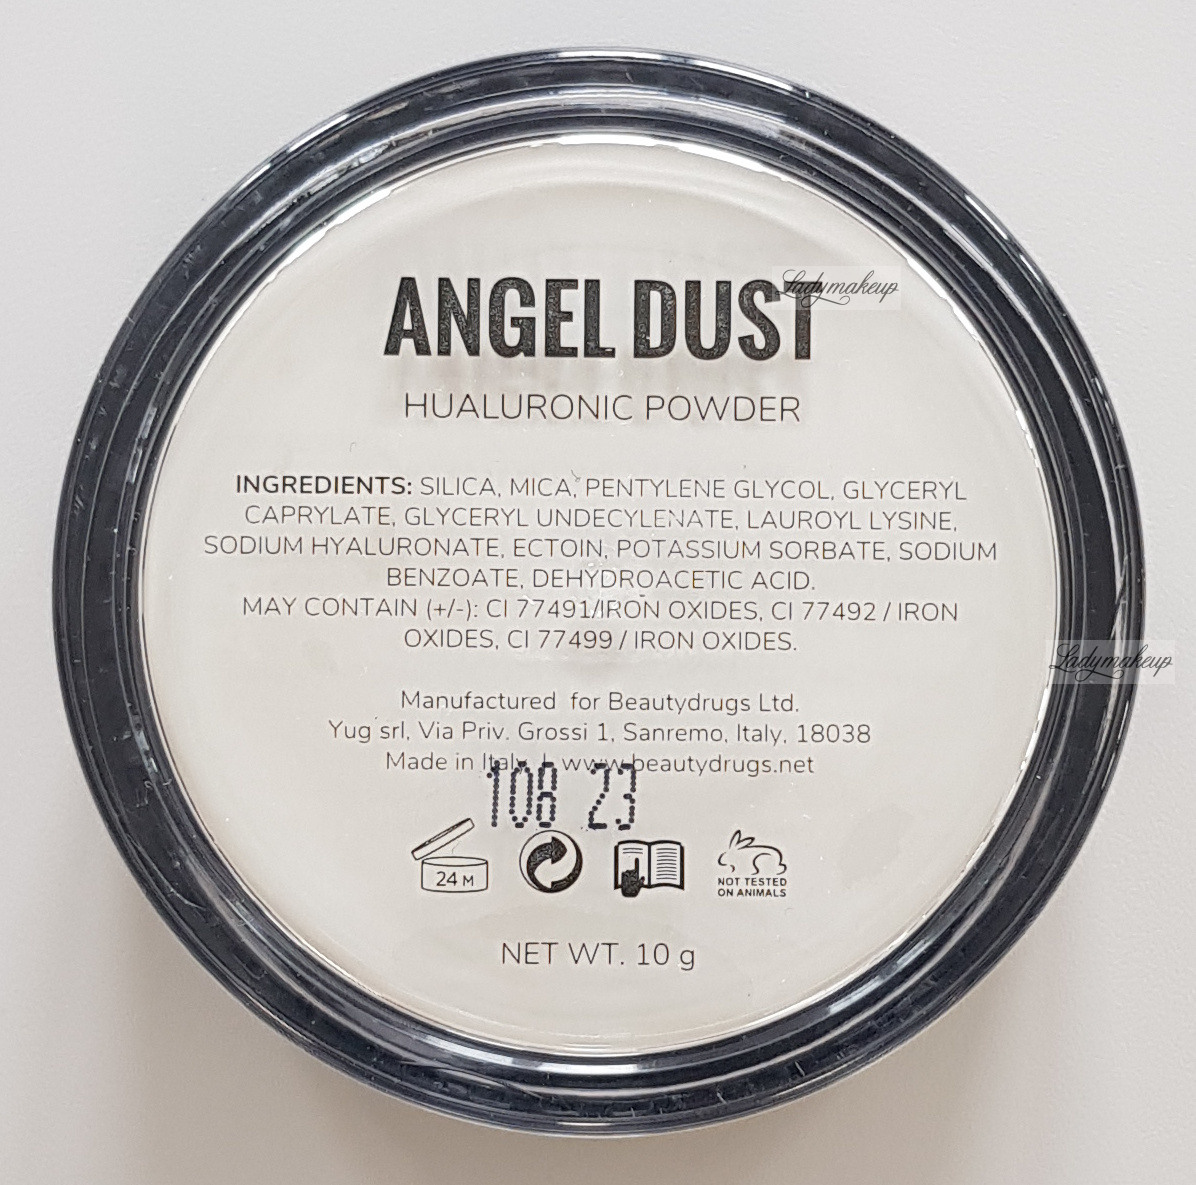 ANGEL DUST
Ladymakeup
HUALURONIC POWDER
INGREDIENTS: SILICA, MICA, PENTYLENE GLYCOL, GLYCERYL
CAPRYLATE, GLYCERYL UNDECYLENATE, LAUROYL LYSINE,
SODIUM HYALURONATE, ECTOIN, POTASSIUM SORBATE, SODIUM
BENZOATE, DEHYDROACETIC ACID.
MAY CONTAIN (+/-): CI 77491/IRON OXIDES, CI 77492 / IRON
OXIDES, CI 77499 / IRON OXIDES.
Ladymakeup
Manufactured for Beautydrugs Ltd.
Yug srl, Via Priv. Grossi 1, Sanremo, Italy, 18038
Made in Italy | www.beautydrugs.net
108 23
24 M
NOT TESTED
ON ANIMALS
NET WT. 10 g